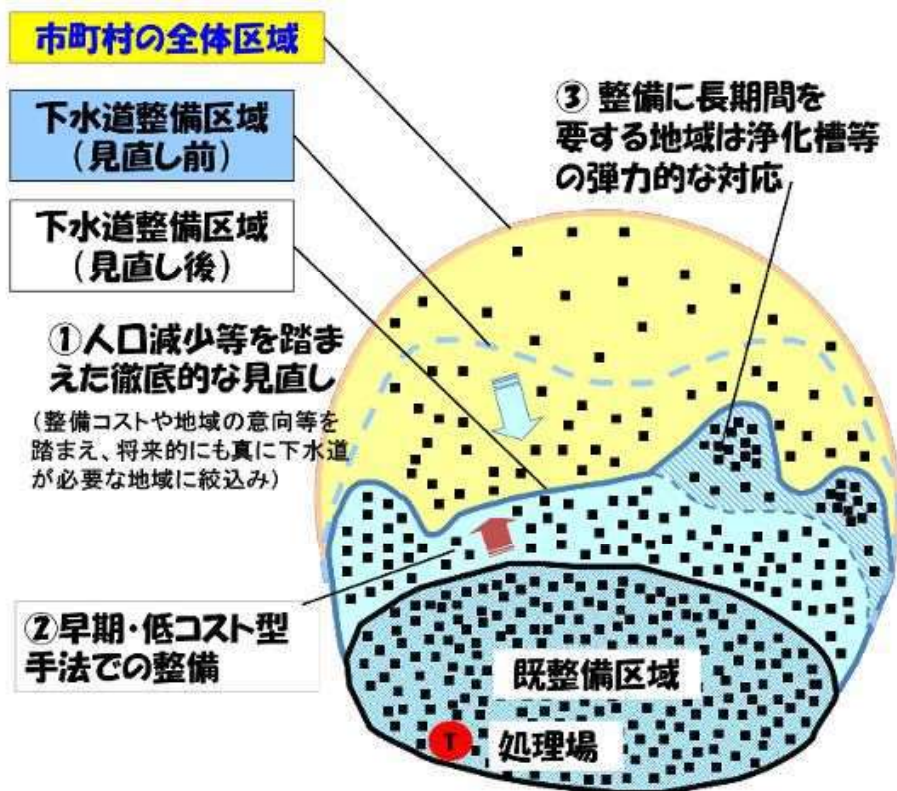 市町村の全体区域
下水道整備区域
（見直し前）
下水道整備区域
（見直し後）
①人口減少等を踏ま
えた徹底的な見直し
（整備コストや地域の意向等を
踏まえ、将来的にも真に下水道
が必要な地域に絞込み）
②早期・低コスト型
手法での整備
③ 整備に長期間を
要する地域は浄化槽等
の弾力的な対応
既整備区域
T
処理場